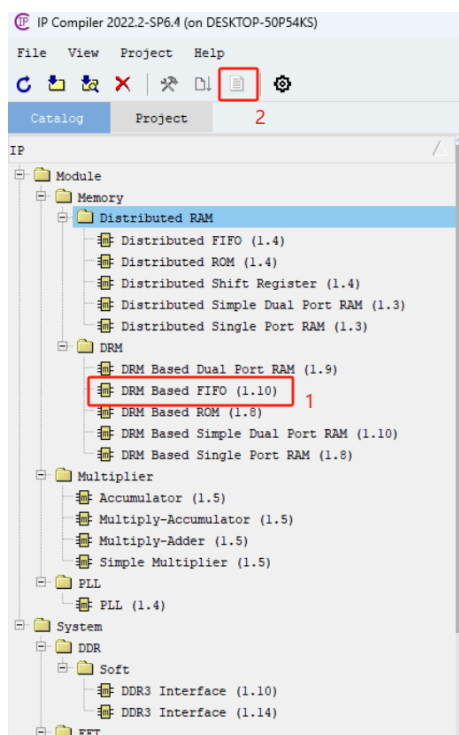 IP Compiler 2022.2-SP6.4 (on DESKTOP-50P54KS)
File View Project Help
2
Catalog Project
IP
Module
Memory
Distributed RAM
Distributed FIFO (1.4)
Distributed ROM (1.4)
Distributed Shift Register (1.4)
Distributed Simple Dual Port RAM (1.3)
Distributed Single Port RAM (1.3)
DRM
DRM Based Dual Port RAM (1.9)
DRM Based FIFO (1.10)
1
DRM Based ROM (1.8)
DRM Based Simple Dual Port RAM (1.10)
DRM Based Single Port RAM (1.8)
Multiplier
Accumulator (1.5)
Multiply-Accumulator (1.5)
Multiply-Adder (1.5)
Simple Multiplier (1.5)
PLL
PLL (1.4)
System
DDR
Soft
DDR3 Interface (1.10)
DDR3 Interface (1.14)